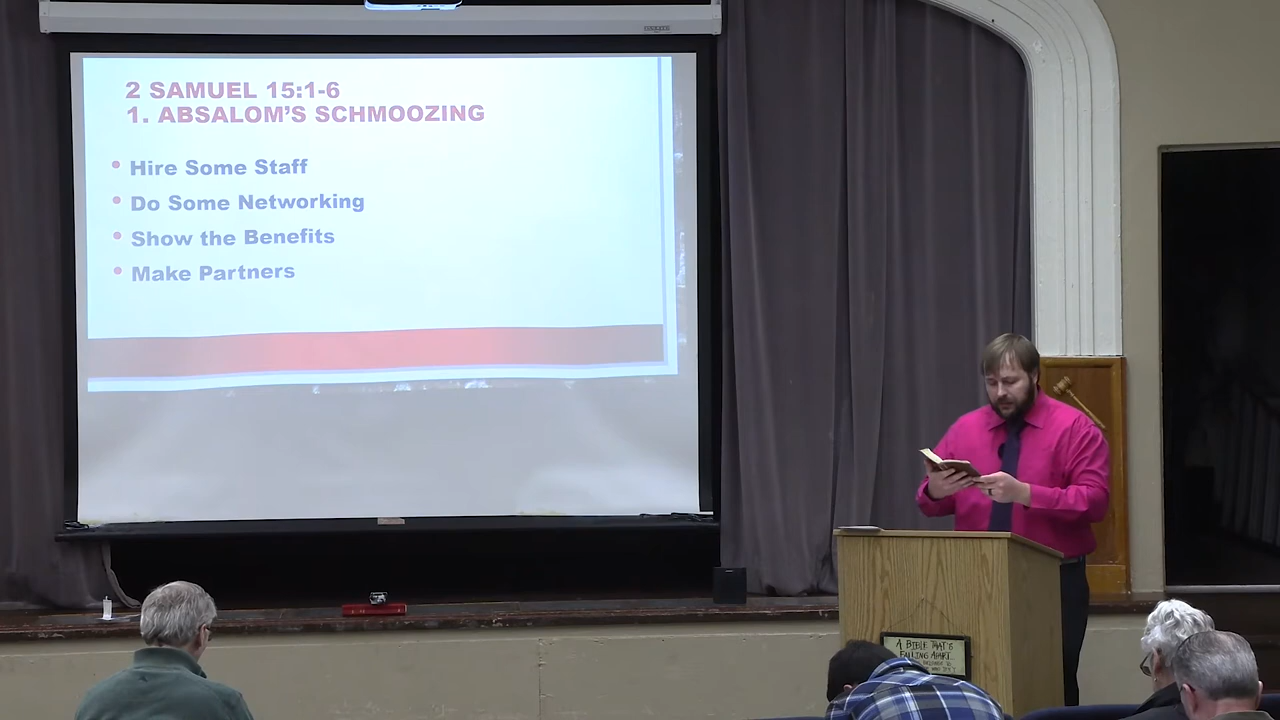 2 SAMUEL 15:1-6
1. ABSALOM'S SCHMOOZING
• Hire Some Staff
• Do Some Networking
• Show the Benefits
• Make Partners
A BIBLE THAT'S
FALLING APART...